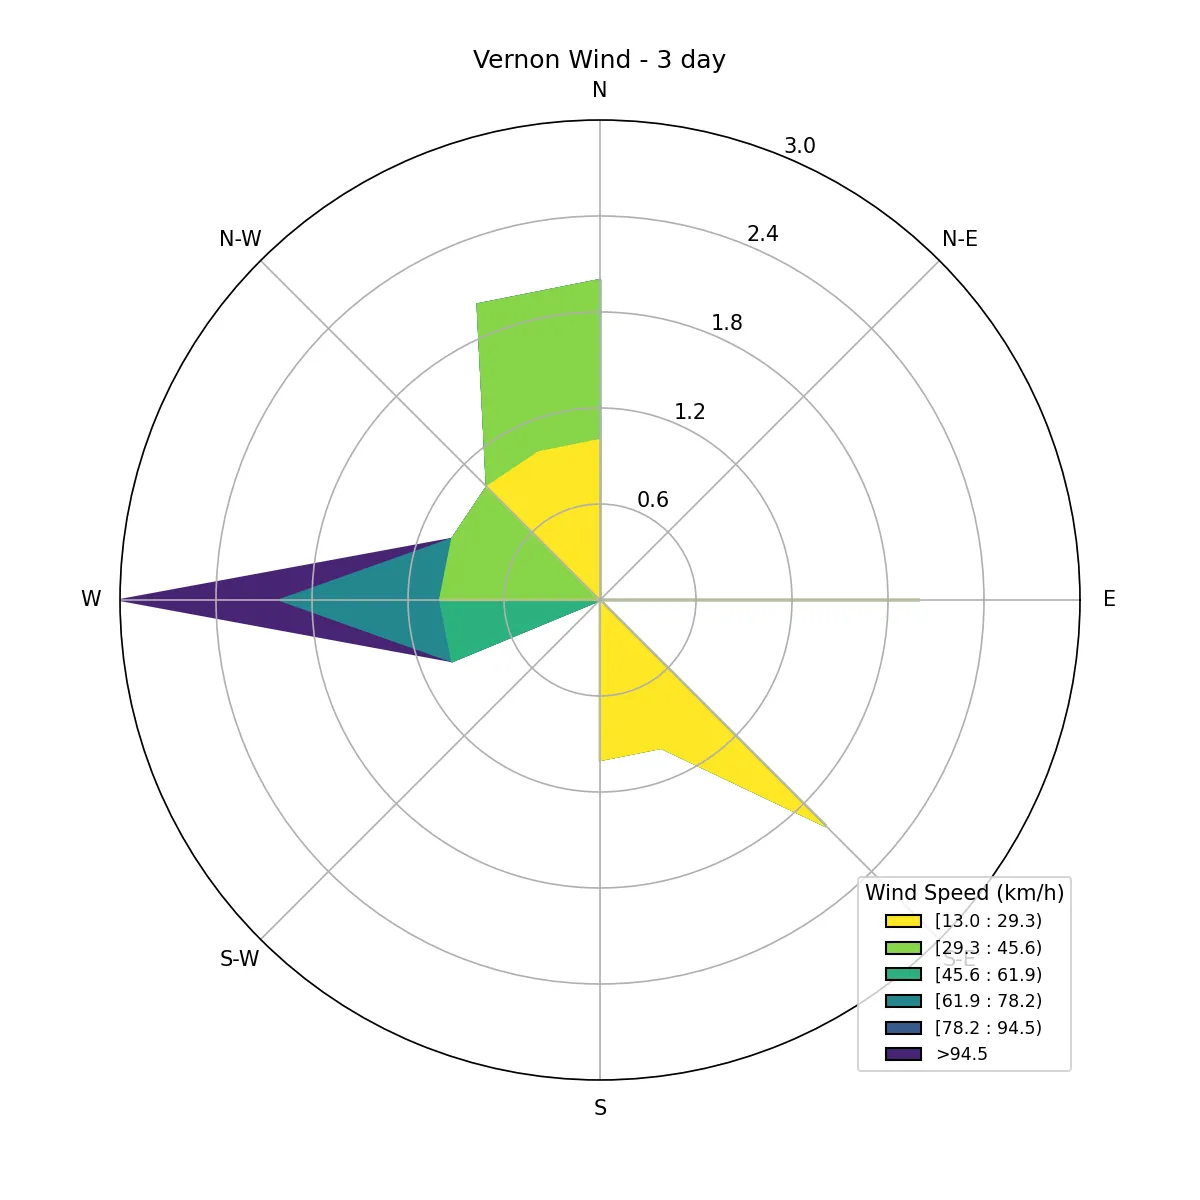 Vernon Wind - 3 day
N
3.0
N-W
2.4
N-E
1.8
1.2
0.6
W
E
S-W
S-E
S
Wind Speed (km/h)
[13.0 : 29.3)
[29.3 : 45.6)
[45.6 : 61.9)
[61.9 : 78.2)
[78.2 : 94.5)
>94.5